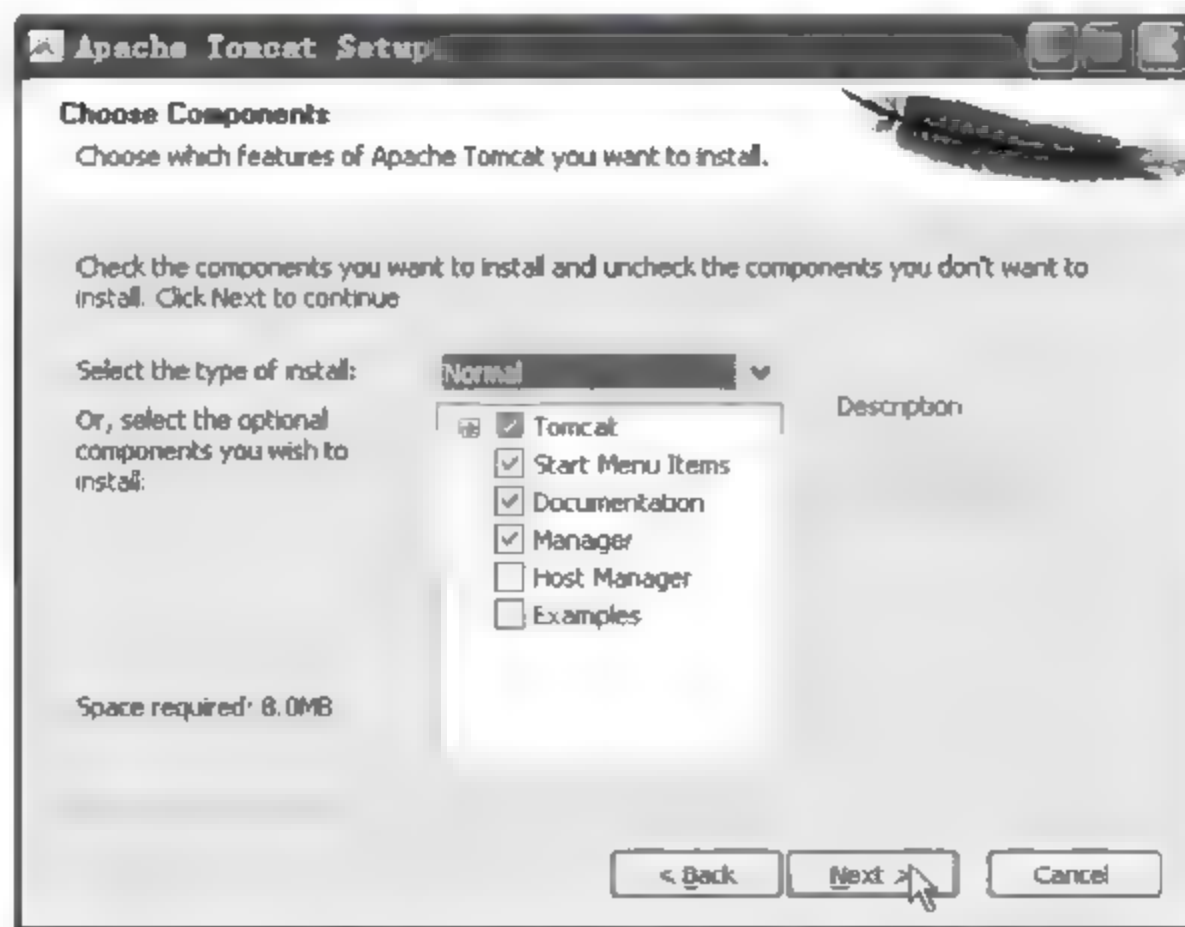 Apache Tomcat Setup
Choose Components
Choose which features of Apache Tomcat you want to install.
Check the components you want to install and uncheck the components you don't want to
install. Click Next to continue
Select the type of install:
Normal
Or, select the optional
components you wish to
install:
Tomcat
Start Menu Items
Documentation
Manager
Host Manager
Examples
Description
Space required: 8.0MB
< Back
Next >
Cancel